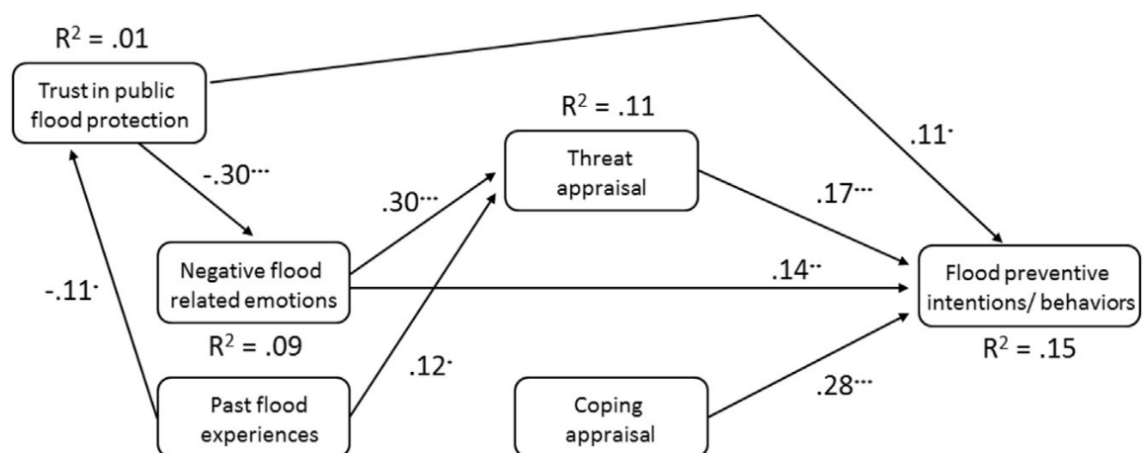 R² = .01
Trust in public
flood protection
.11*
R² = .11
Threat
appraisal
-.30***
.30***
.17***
Negative flood
related emotions
.14**
Flood preventive
intentions/ behaviors
-.11*
R² = .09
.12*
R² = .15
Past flood
experiences
Coping
appraisal
.28***